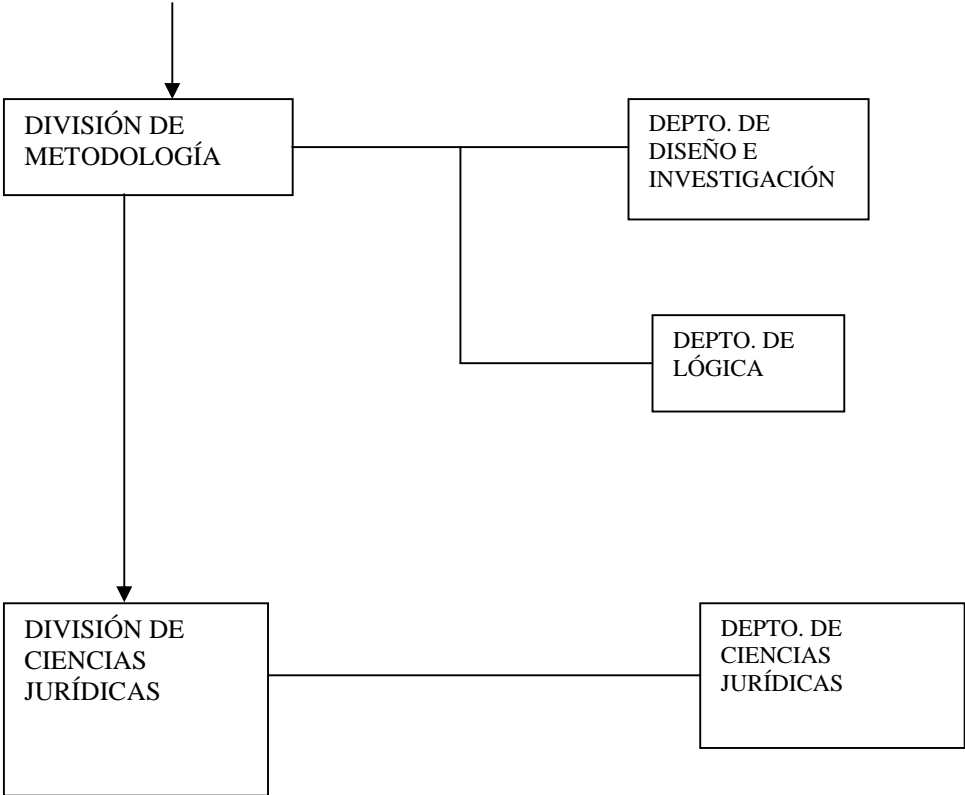 DIVISIÓN DE
METODOLOGÍA
DEPTO. DE
DISEÑO E
INVESTIGACIÓN
DEPTO. DE
LÓGICA
DIVISIÓN DE
CIENCIAS
JURÍDICAS
DEPTO. DE
CIENCIAS
JURÍDICAS